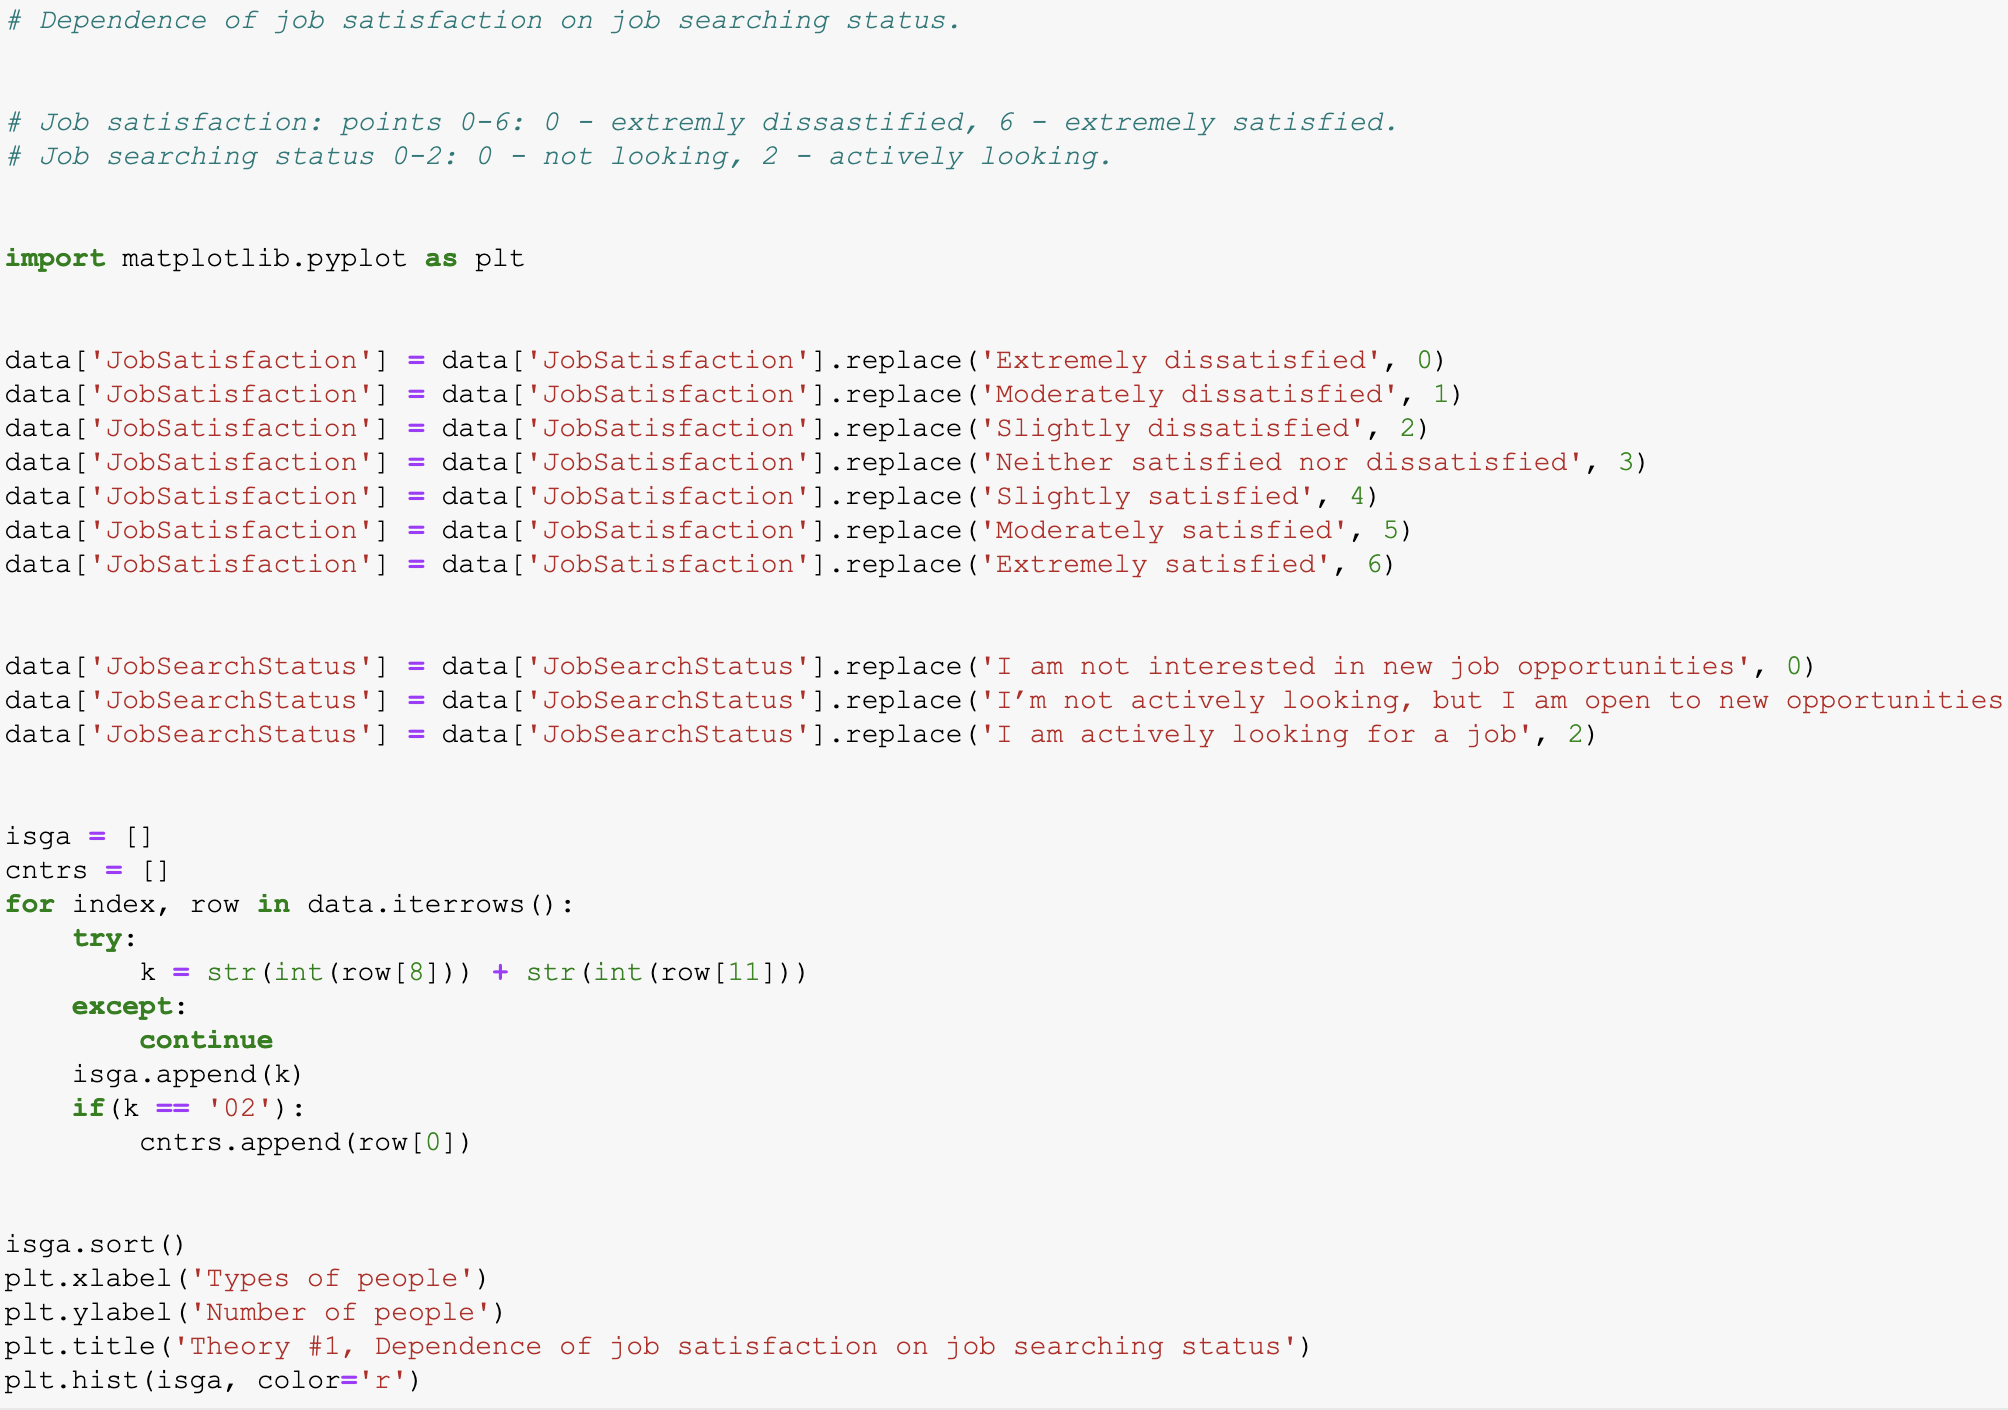 # Dependence of job satisfaction on job searching status.
# Job satisfaction: points 0-6: 0 - extremly dissastified, 6 - extremely satisfied.
# Job searching status 0-2: 0 - not looking, 2 - actively looking.
import matplotlib.pyplot as plt
data['JobSatisfaction'] = data['JobSatisfaction'].replace('Extremely dissatisfied', 0)
data['JobSatisfaction'] = data['JobSatisfaction'].replace('Moderately dissatisfied', 1)
data['JobSatisfaction'] = data['JobSatisfaction'].replace('Slightly dissatisfied', 2)
data['JobSatisfaction'] = data['JobSatisfaction'].replace('Neither satisfied nor dissatisfied', 3)
data['JobSatisfaction'] = data['JobSatisfaction'].replace('Slightly satisfied', 4)
data['JobSatisfaction'] = data['JobSatisfaction'].replace('Moderately satisfied', 5)
data['JobSatisfaction'] = data['JobSatisfaction'].replace('Extremely satisfied', 6)
data['JobSearchStatus'] = data['JobSearchStatus'].replace('I am not interested in new job opportunities', 0)
data['JobSearchStatus'] = data['JobSearchStatus'].replace('I’m not actively looking, but I am open to new opportunities
data['JobSearchStatus'] = data['JobSearchStatus'].replace('I am actively looking for a job', 2)
isga = []
cntrs = []
for index, row in data.iterrows():
    try:
        k = str(int(row[8])) + str(int(row[11]))
    except:
        continue
    isga.append(k)
    if(k == '02'):
        cntrs.append(row[0])
isga.sort()
plt.xlabel('Types of people')
plt.ylabel('Number of people')
plt.title('Theory #1, Dependence of job satisfaction on job searching status')
plt.hist(isga, color='r')